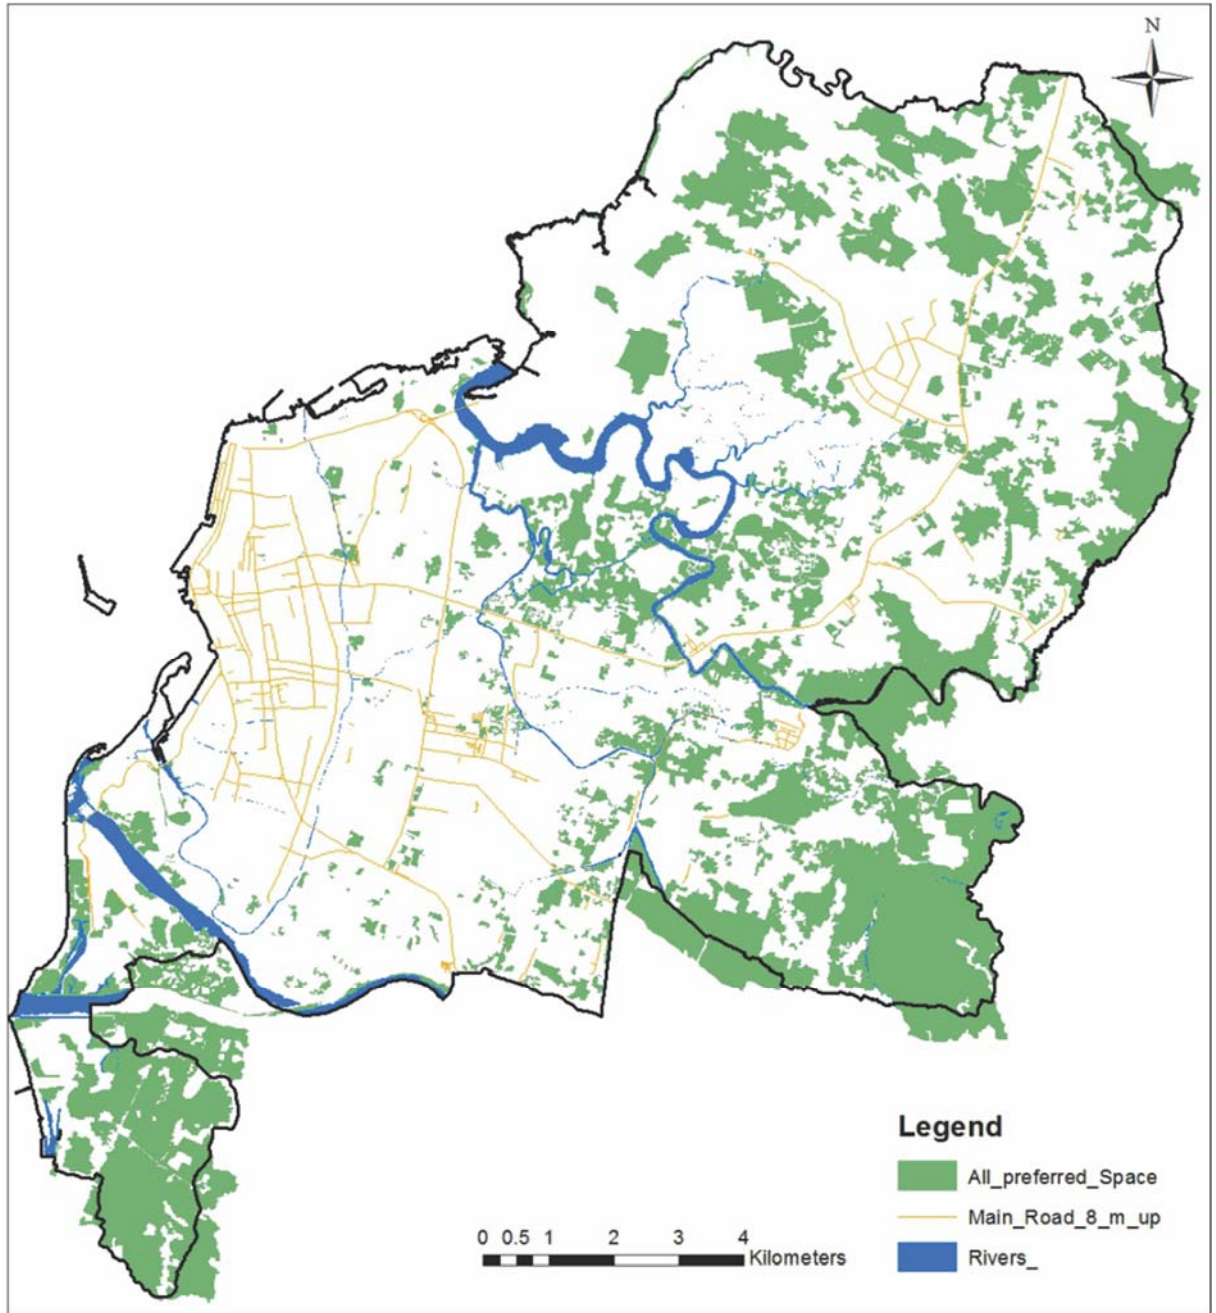 N
Legend
All_preferred_Space
Main_Road_8_m_up
Rivers_
0 0.5 1 2 3 4
Kilometers